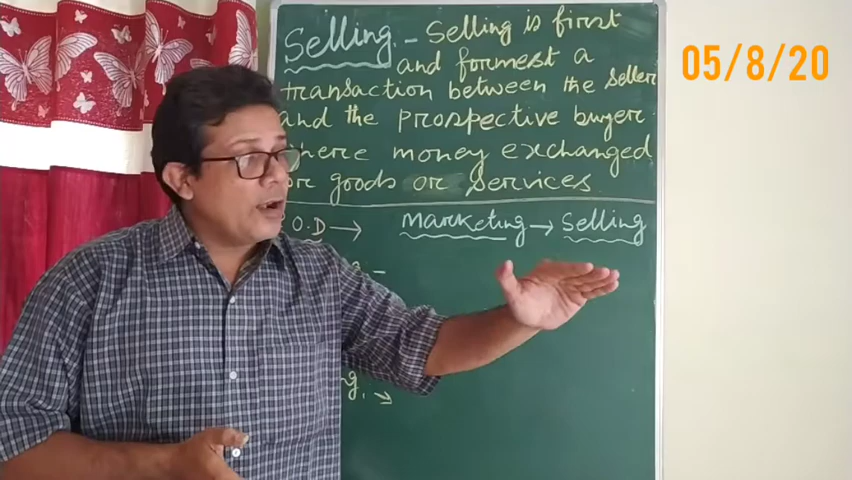 Selling - Selling is first
and formest a
transaction between the Seller
and the Prospective buyer
where money exchanged
for goods or Services
O.D → Marketing → Selling
05/8/20